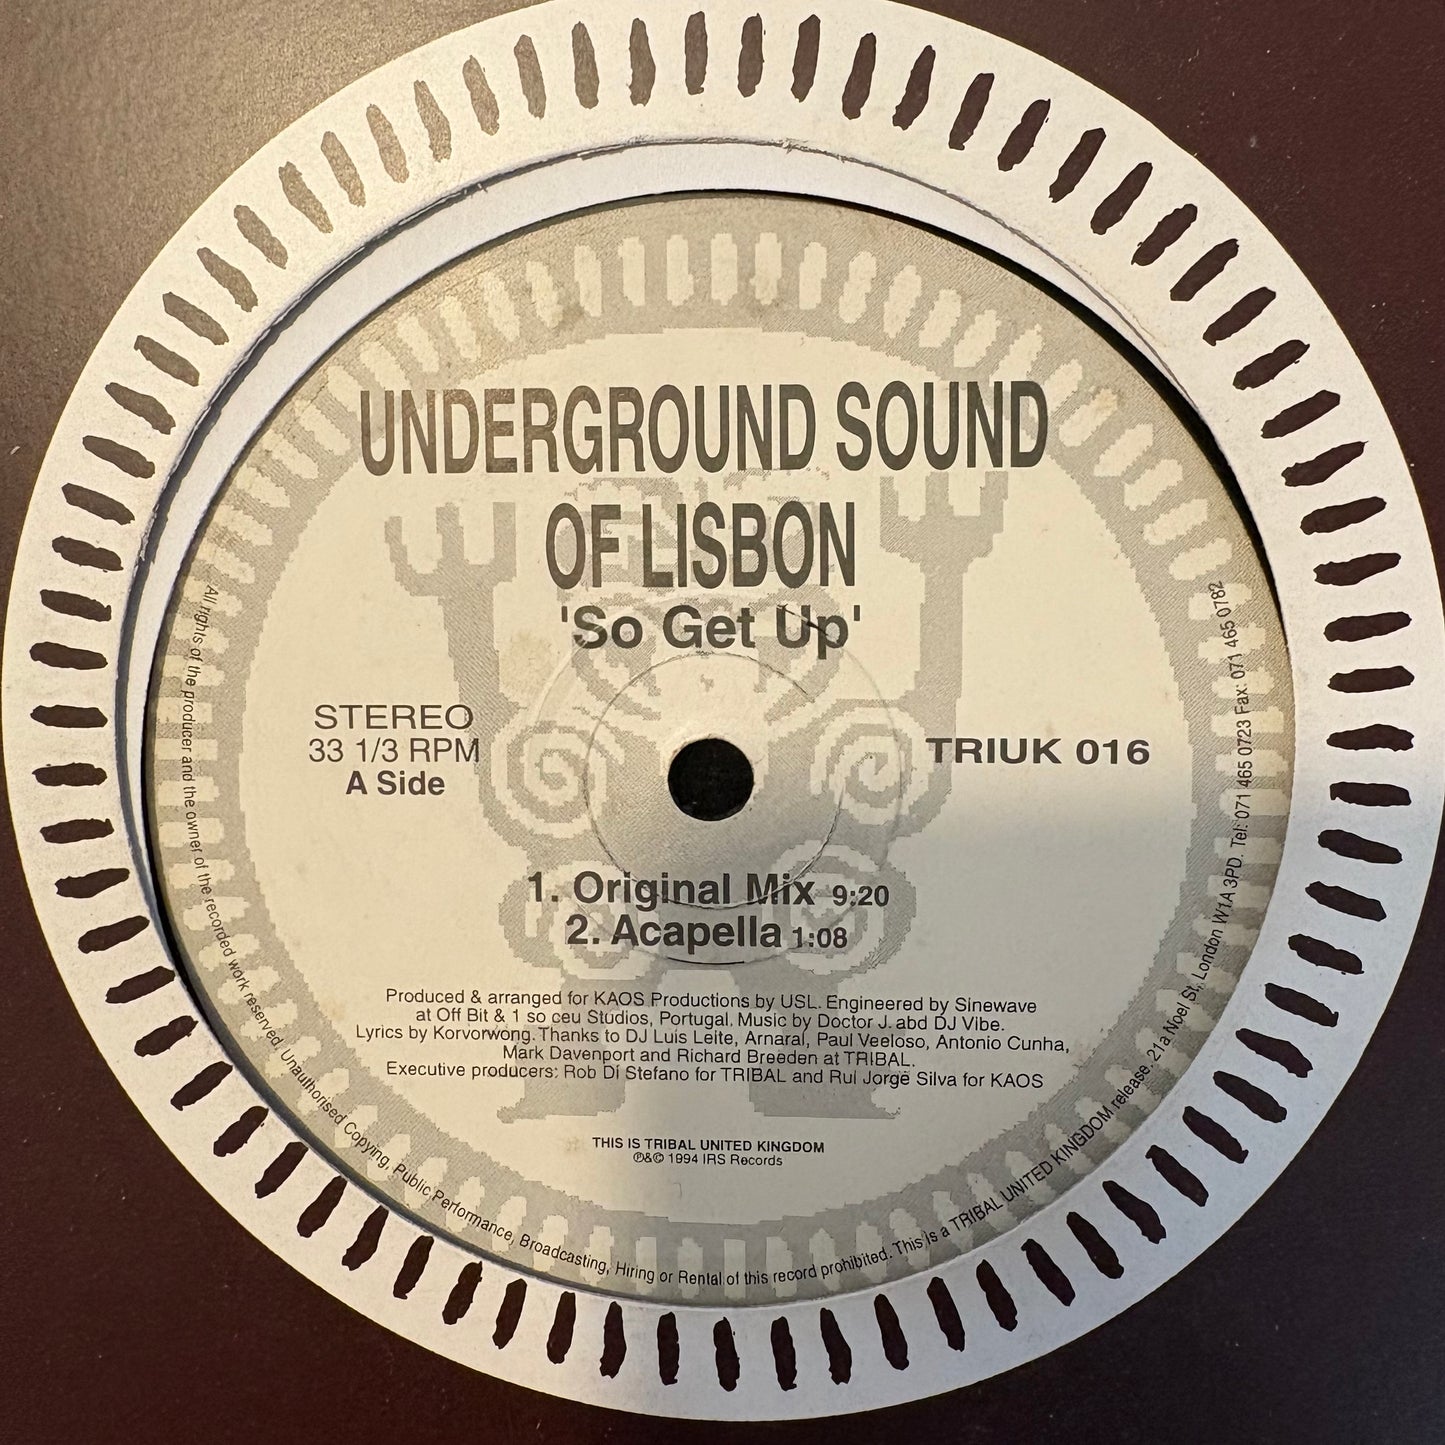 UNDERGROUND SOUND
OF LISBON
'So Get Up'
STEREO
33 1/3 RPM
A Side
TRIUK 016
1. Original Mix 9:20
2. Acapella 1:08
Produced & arranged for KAOS Productions by USL. Engineered by Sinewave
at Off Bit & 1 so ceu Studios, Portugal. Music by Doctor J. abd DJ Vibe.
Lyrics by Korvorwong. Thanks to DJ Luis Leite, Arnaral, Paul Veeloso, Antonio Cunha,
Mark Davenport and Richard Breeden at TRIBAL.
Executive producers: Rob Di Stefano for TRIBAL and Rui Jorge Silva for KAOS
THIS IS TRIBAL UNITED KINGDOM
℗&© 1994 IRS Records
All rights of the producer and the owner of the recorded work reserved. Unauthorised Copying, Public Performance, Broadcasting, Hiring or Rental of this record prohibited. This is a TRIBAL UNITED KINGDOM release. 21a Noel St, London W1A 3PD. Tel: 071 465 0723 Fax: 071 465 0782